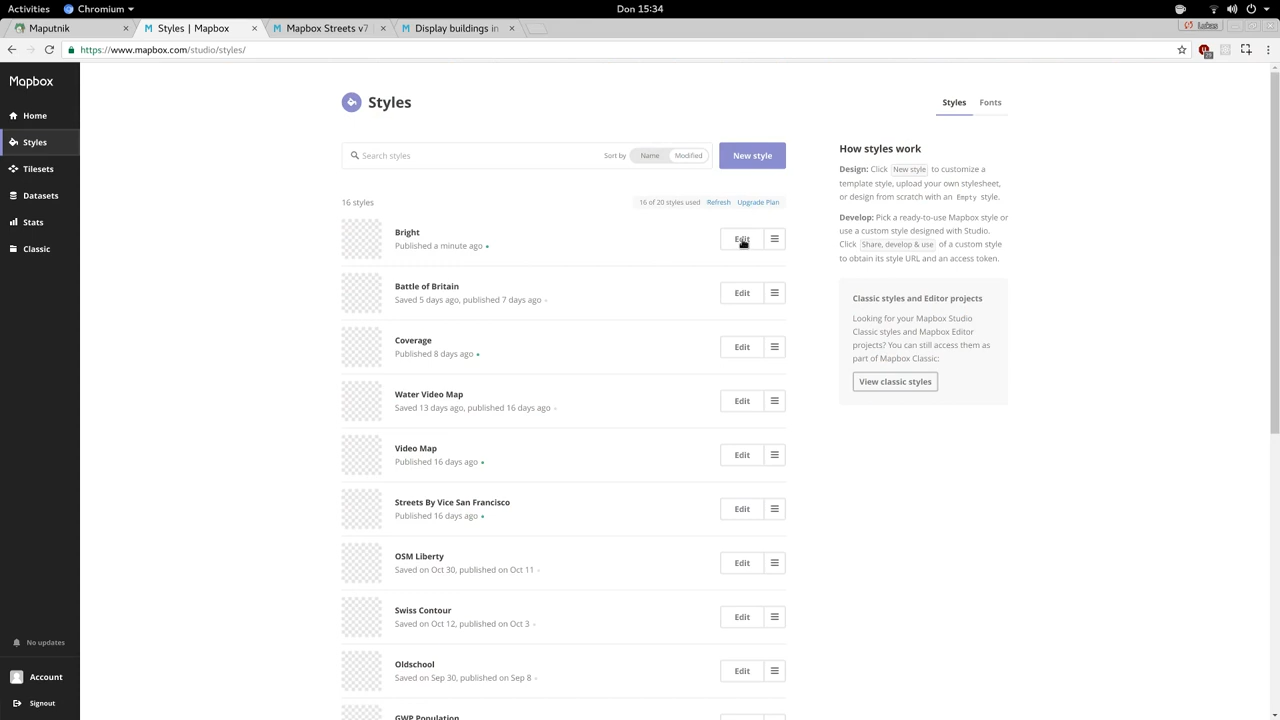 Activities
Chromium
Don 15:34
Maputnik
Styles | Mapbox
Mapbox Streets v7
Display buildings in
Lukas
https://www.mapbox.com/studio/styles/
Mapbox
Home
Styles
Tilesets
Datasets
Stats
Classic
No updates
Account
Signout
Styles
Styles
Fonts
Search styles
Sort by
Name
Modified
New style
16 styles
16 of 20 styles used
Refresh
Upgrade Plan
Bright
Published a minute ago
Edit
Battle of Britain
Saved 5 days ago, published 7 days ago
Edit
Coverage
Published 8 days ago
Edit
Water Video Map
Saved 13 days ago, published 16 days ago
Edit
Video Map
Published 16 days ago
Edit
Streets By Vice San Francisco
Published 16 days ago
Edit
OSM Liberty
Saved on Oct 30, published on Oct 11
Edit
Swiss Contour
Saved on Oct 12, published on Oct 3
Edit
Oldschool
Saved on Sep 30, published on Sep 8
Edit
GWP Population
How styles work
Design: Click New style to customize a
template style, upload your own stylesheet,
or design from scratch with an Empty style.
Develop: Pick a ready-to-use Mapbox style or
use a custom style designed with Studio.
Click Share, develop & use of a custom style
to obtain its style URL and an access token.
Classic styles and Editor projects
Looking for your Mapbox Studio
Classic styles and Mapbox Editor
projects? You can still access them as
part of Mapbox Classic:
View classic styles